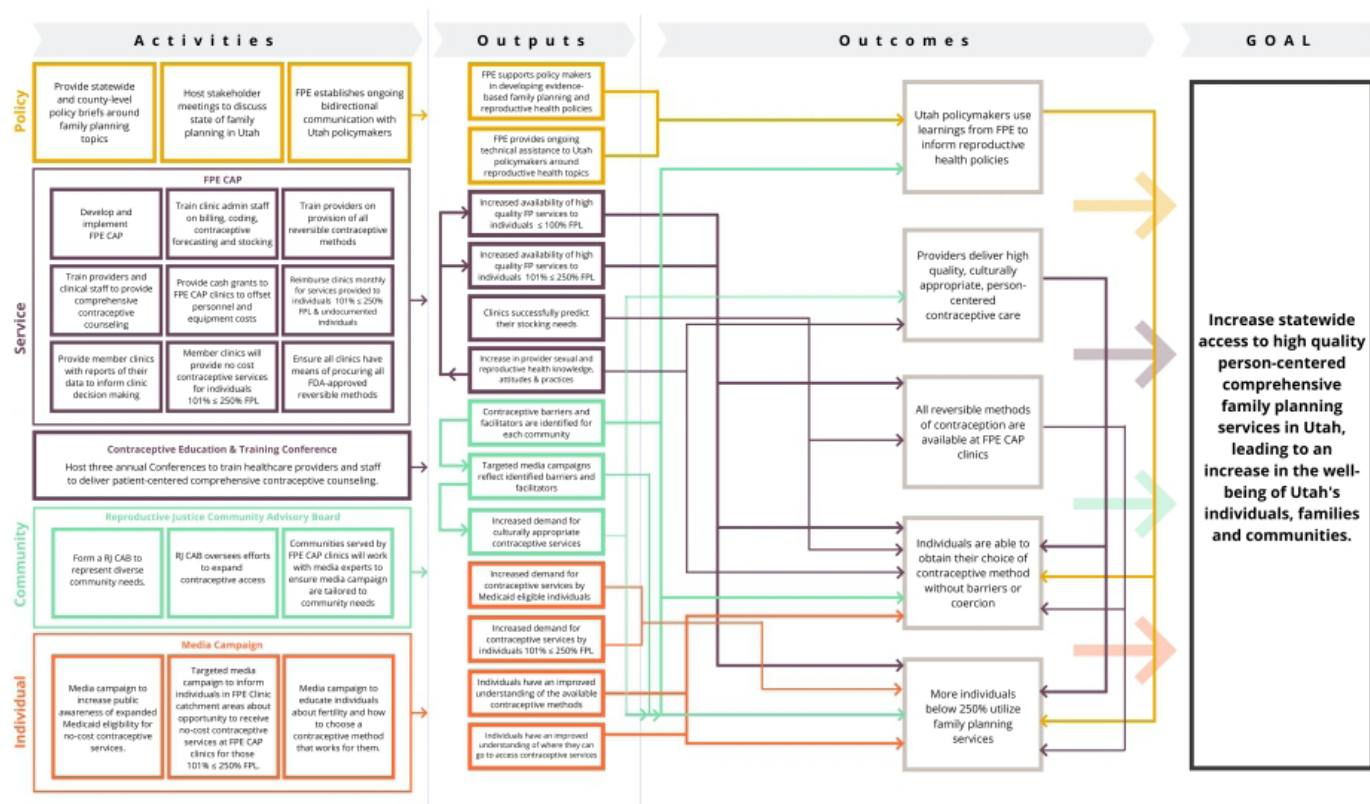 Activities
Outputs
Outcomes
GOAL
Policy
Provide statewide
and county-level
policy briefs around
family planning
topics
Host stakeholder
meetings to discuss
state of family
planning in Utah
FPE establishes ongoing
bidirectional
communication with
Utah policymakers
Service
FPE CAP
Develop and
implement
FPE CAP
Train clinic admin staff
on billing, coding,
contraceptive
forecasting and stocking
Train providers on
provision of all
reversible contraceptive
methods
Train providers and
clinical staff to provide
comprehensive
contraceptive
counseling
Provide cash grants to
FPE CAP clinics to offset
personnel and
equipment costs
Reimburse clinics monthly
for services provided to
individuals 101% ≤ 250%
FPL & undocumented
individuals
Provide member clinics
with reports of their
data to inform clinic
decision making
Member clinics will
provide no cost
contraceptive services
for individuals
101% ≤ 250% FPL
Ensure all clinics have
means of procuring all
FDA-approved
reversible methods
Contraceptive Education & Training Conference
Host three annual Conferences to train healthcare providers and staff
to deliver patient-centered comprehensive contraceptive counseling.
Community
Reproductive Justice Community Advisory Board
Form a RJ CAB to
represent diverse
community needs.
RJ CAB oversees efforts
to expand
contraceptive access
Communities served by
FPE CAP clinics will work
with media experts to
ensure media campaign
are tailored to
community needs
Individual
Media Campaign
Media campaign to
increase public
awareness of expanded
Medicaid eligibility for
no-cost contraceptive
services.
Targeted media
campaign to inform
individuals in FPE Clinic
catchment areas about
opportunity to receive
no-cost contraceptive
services at FPE CAP
clinics for those
101% ≤ 250% FPL.
Media campaign to
educate individuals
about fertility and how
to choose a
contraceptive method
that works for them.
FPE supports policy makers
in developing evidence-
based family planning and
reproductive health policies
FPE provides ongoing
technical assistance to Utah
policymakers around
reproductive health topics
Increased availability of high
quality FP services to
individuals ≤ 100% FPL
Increased availability of high
quality FP services to
individuals 101% ≤ 250% FPL
Clinics successfully predict
their stocking needs
Increase in provider sexual and
reproductive health knowledge,
attitudes & practices
Contraceptive barriers and
facilitators are identified for
each community
Targeted media campaigns
reflect identified barriers and
facilitators
Increased demand for
culturally appropriate
contraceptive services
Increased demand for
contraceptive services by
Medicaid eligible individuals
Increased demand for
contraceptive services by
individuals 101% ≤ 250% FPL
Individuals have an improved
understanding of the available
contraceptive methods
Individuals have an improved
understanding of where they can
go to access contraceptive services
Utah policymakers use
learnings from FPE to
inform reproductive
health policies
Providers deliver high
quality, culturally
appropriate, person-
centered
contraceptive care
All reversible methods
of contraception are
available at FPE CAP
clinics
Individuals are able to
obtain their choice of
contraceptive method
without barriers or
coercion
More individuals
below 250% utilize
family planning
services
Increase statewide
access to high quality
person-centered
comprehensive
family planning
services in Utah,
leading to an
increase in the well-
being of Utah's
individuals, families
and communities.